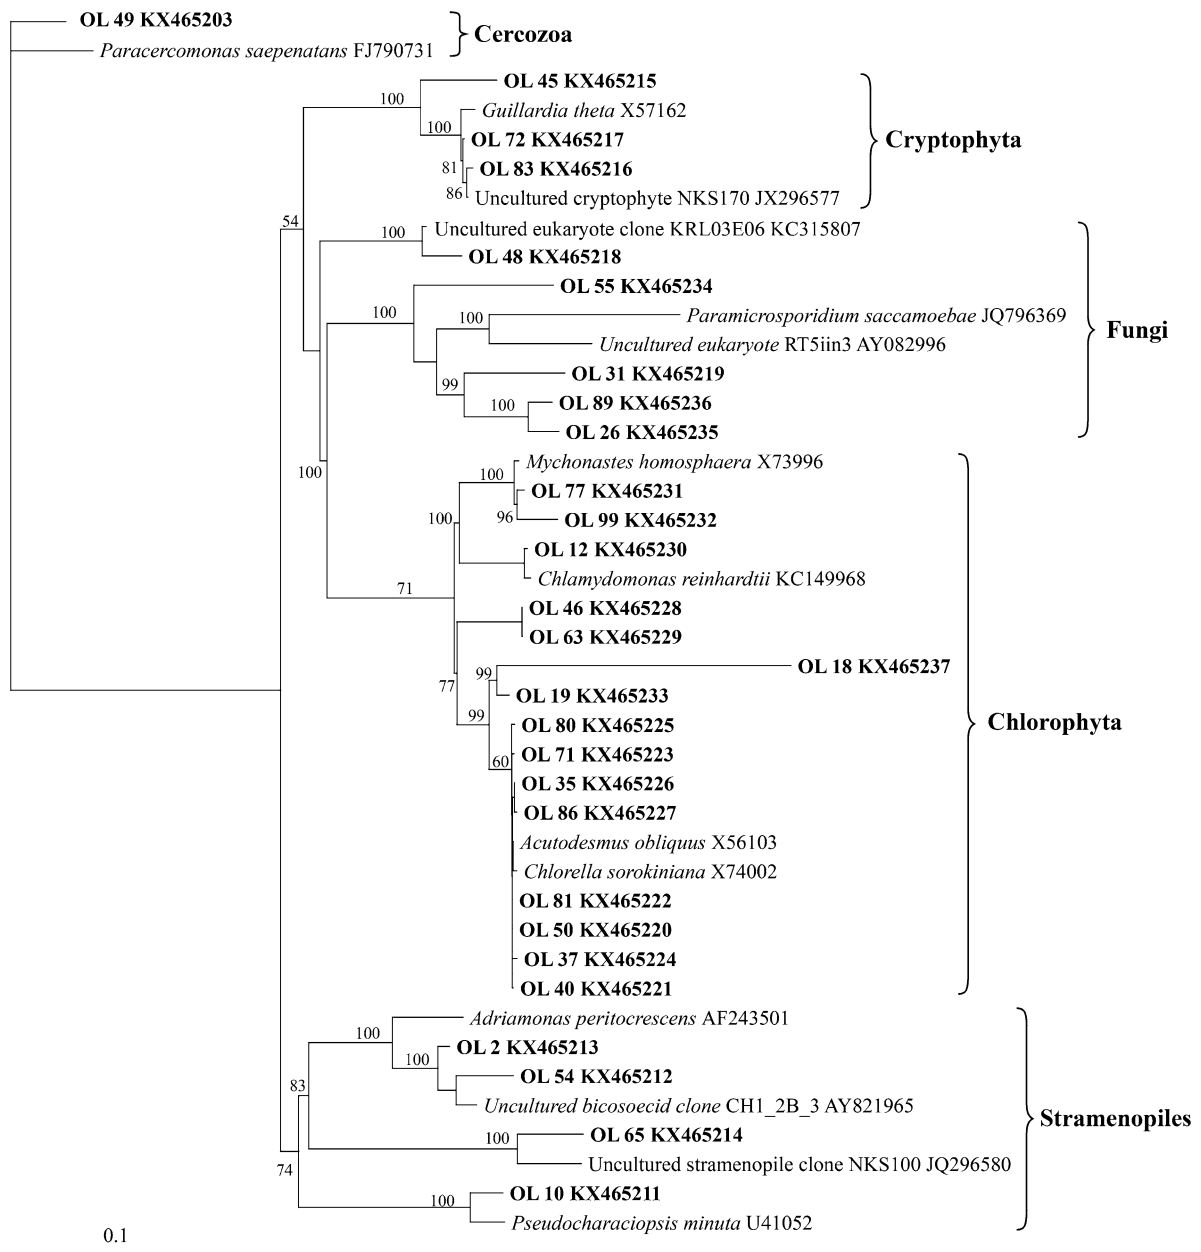 OL 49 KX465203
Paracercomonas saepenatans FJ790731
Cercozoa
OL 45 KX465215
100
Guillardia theta X57162
100
OL 72 KX465217
Cryptophyta
81
OL 83 KX465216
86
Uncultured cryptophyte NKS170 JX296577
54
Uncultured eukaryote clone KRL03E06 KC315807
100
OL 48 KX465218
OL 55 KX465234
100
Paramicrosporidium saccamoebae JQ796369
100
Fungi
Uncultured eukaryote RT5iin3 AY082996
OL 31 KX465219
99
OL 89 KX465236
100
OL 26 KX465235
100
Mychonastes homosphaera X73996
100
OL 77 KX465231
96
OL 99 KX465232
100
OL 12 KX465230
Chlamydomonas reinhardtii KC149968
71
OL 46 KX465228
OL 63 KX465229
OL 18 KX465237
99
77
OL 19 KX465233
99
OL 80 KX465225
Chlorophyta
OL 71 KX465223
60
OL 35 KX465226
OL 86 KX465227
Acutodesmus obliquus X56103
Chlorella sorokiniana X74002
OL 81 KX465222
OL 50 KX465220
OL 37 KX465224
OL 40 KX465221
Adriamonas peritocrescens AF243501
100
OL 2 KX465213
100
OL 54 KX465212
83
Uncultured bicosoecid clone CH1_2B_3 AY821965
Stramenopiles
OL 65 KX465214
100
Uncultured stramenopile clone NKS100 JQ296580
74
OL 10 KX465211
100
Pseudocharaciopsis minuta U41052
0.1